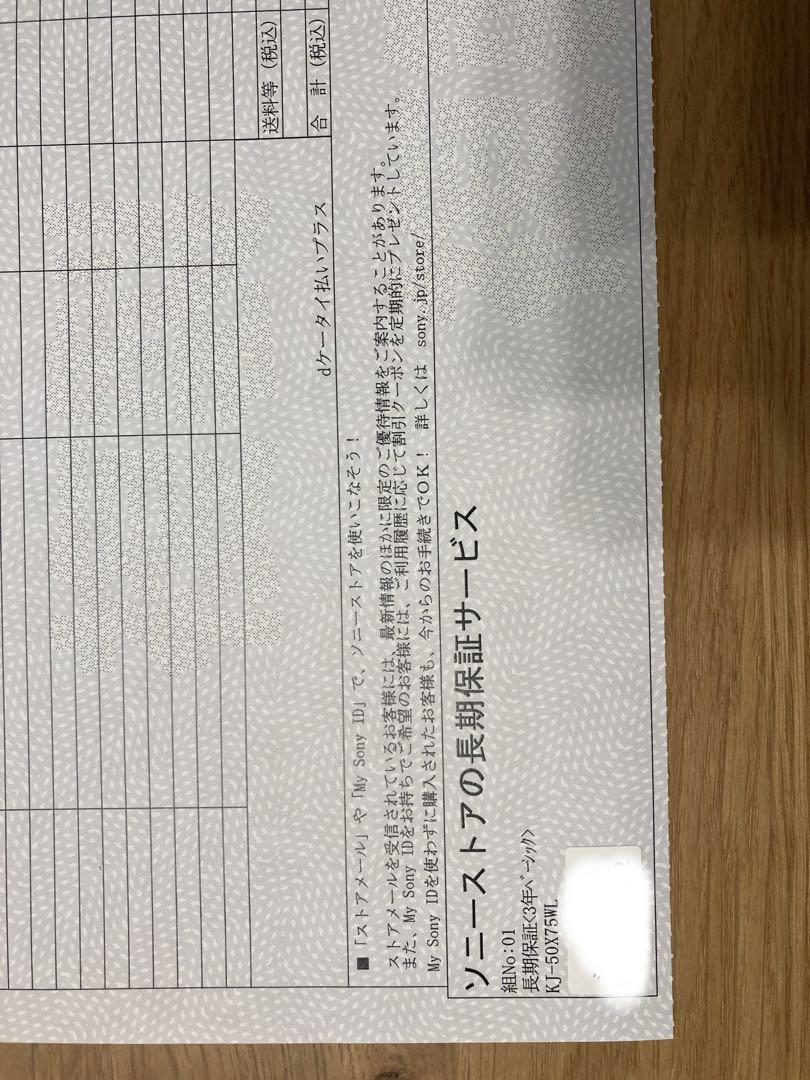 送料等（税込）
合　計（税込）
dケータイ払いプラス
■「ストアメール」や「My Sony ID」で、ソニーストアを使いこなそう！
ストアメールを受信されているお客様には、最新情報のほかに限定のご優待情報をご案内することがあります。
また、My Sony IDをお持ちでご希望のお客様には、ご利用履歴に応じて割引クーポンを定期的にプレゼントしています。
My Sony IDを使わずに購入されたお客様も、今からのお手続きでOK！　詳しくは　sony.jp/store/
ソニーストアの長期保証サービス
組No:01
長期保証<3年ﾍﾞｰｼｯｸ>
KJ-50X75WL